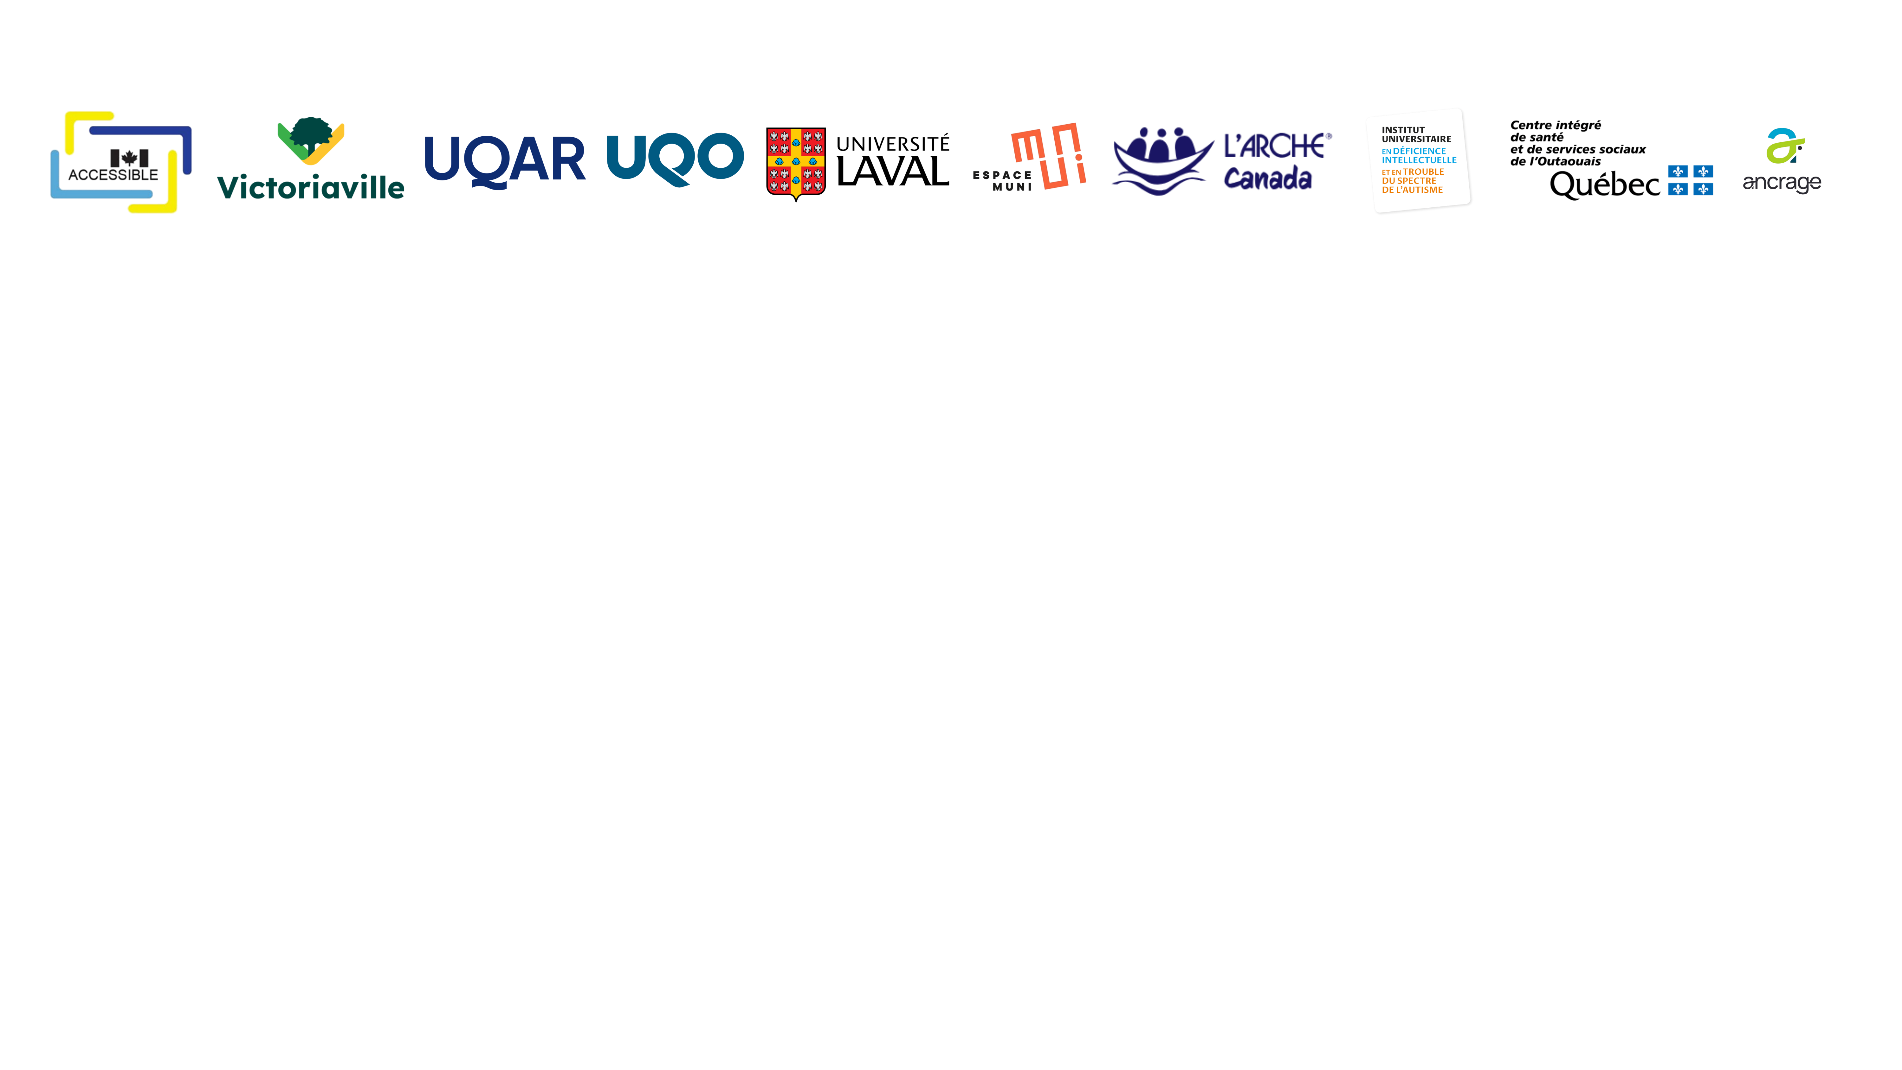 ACCESSIBLE
Victoriaville
UQAR
UQO
UNIVERSITÉ
LAVAL
ESPACE
MUNI
muni
L'ARCHE®
Canada
INSTITUT
UNIVERSITAIRE
EN DÉFICIENCE
INTELLECTUELLE
ET EN TROUBLE
DU SPECTRE
DE L'AUTISME
Centre intégré
de santé
et de services sociaux
de l'Outaouais
Québec
a
ancrage